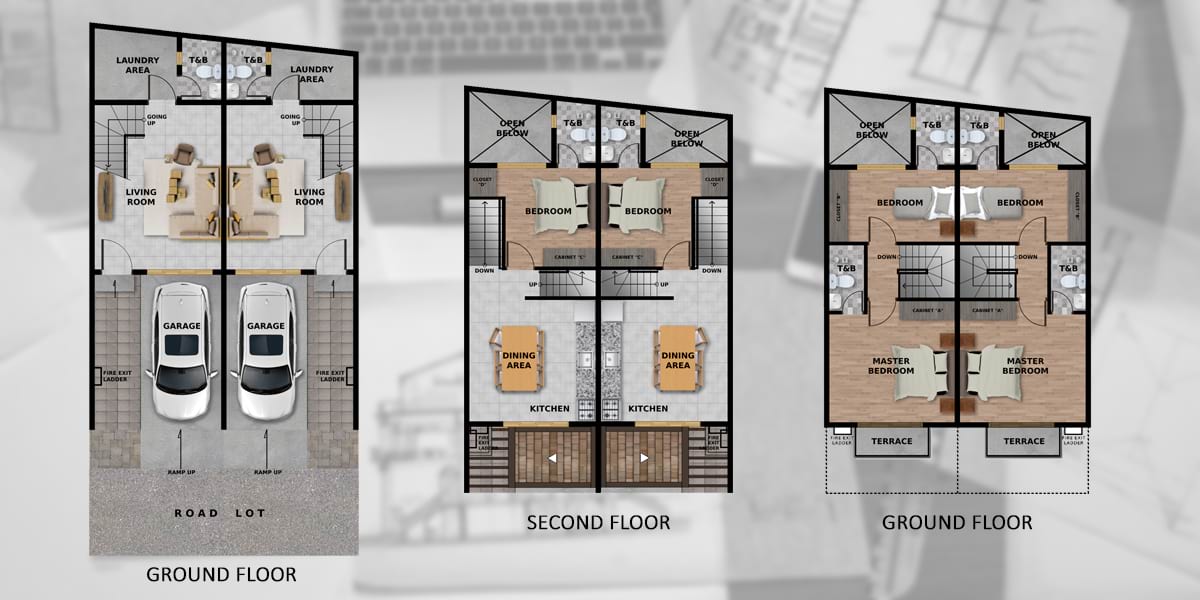 LAUNDRY
AREA
T&B
T&B
LAUNDRY
AREA
GOING
UP
GOING
UP
LIVING
ROOM
LIVING
ROOM
GARAGE
GARAGE
FIRE EXIT
LADDER
FIRE EXIT
LADDER
RAMP UP
RAMP UP
ROAD LOT
GROUND FLOOR
OPEN
BELOW
T&B
T&B
OPEN
BELOW
CLOSET
"D"
CLOSET
"D"
BEDROOM
BEDROOM
CABINET "C"
CABINET "C"
DOWN
DOWN
UP
UP
DINING
AREA
DINING
AREA
KITCHEN
KITCHEN
FIRE
EXIT
LADDER
FIRE
EXIT
LADDER
SECOND FLOOR
OPEN
BELOW
T&B
T&B
OPEN
BELOW
CLOSET "B"
BEDROOM
BEDROOM
CLOSET "B"
DOWN
DOWN
T&B
T&B
CABINET "A"
CABINET "A"
MASTER
BEDROOM
MASTER
BEDROOM
FIRE EXIT
LADDER
TERRACE
TERRACE
FIRE EXIT
LADDER
GROUND FLOOR